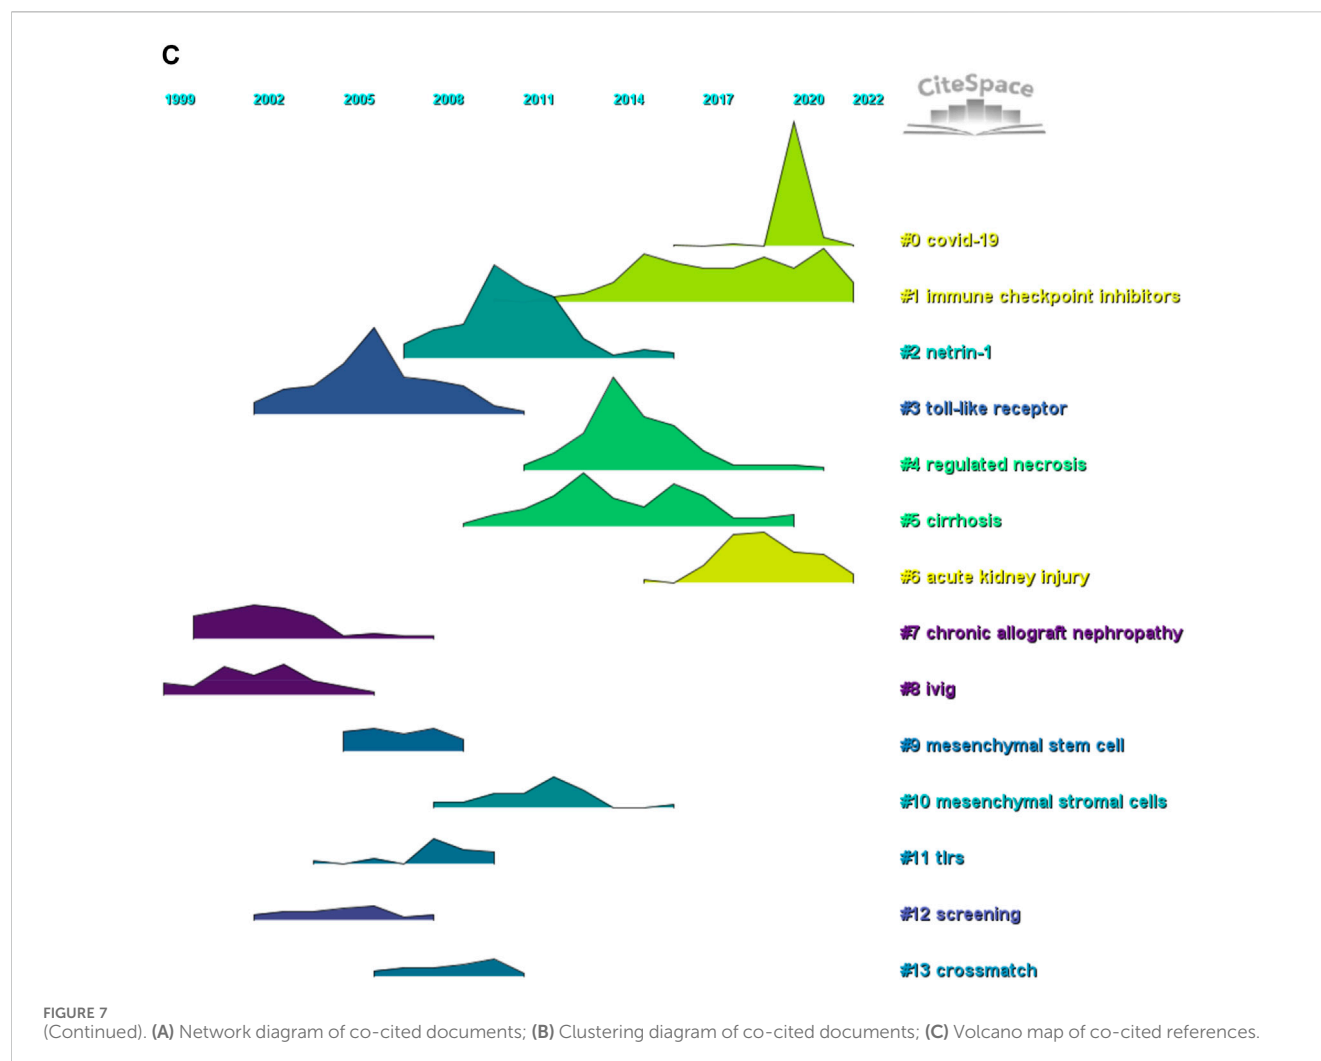 C
1999 2002 2005 2008 2011 2014 2017 2020 2022
CiteSpace
#0 covid-19
#1 immune checkpoint inhibitors
#2 netrin-1
#3 toll-like receptor
#4 regulated necrosis
#5 cirrhosis
#6 acute kidney injury
#7 chronic allograft nephropathy
#8 ivig
#9 mesenchymal stem cell
#10 mesenchymal stromal cells
#11 tlrs
#12 screening
#13 crossmatch
FIGURE 7
(Continued). (A) Network diagram of co-cited documents; (B) Clustering diagram of co-cited documents; (C) Volcano map of co-cited references.